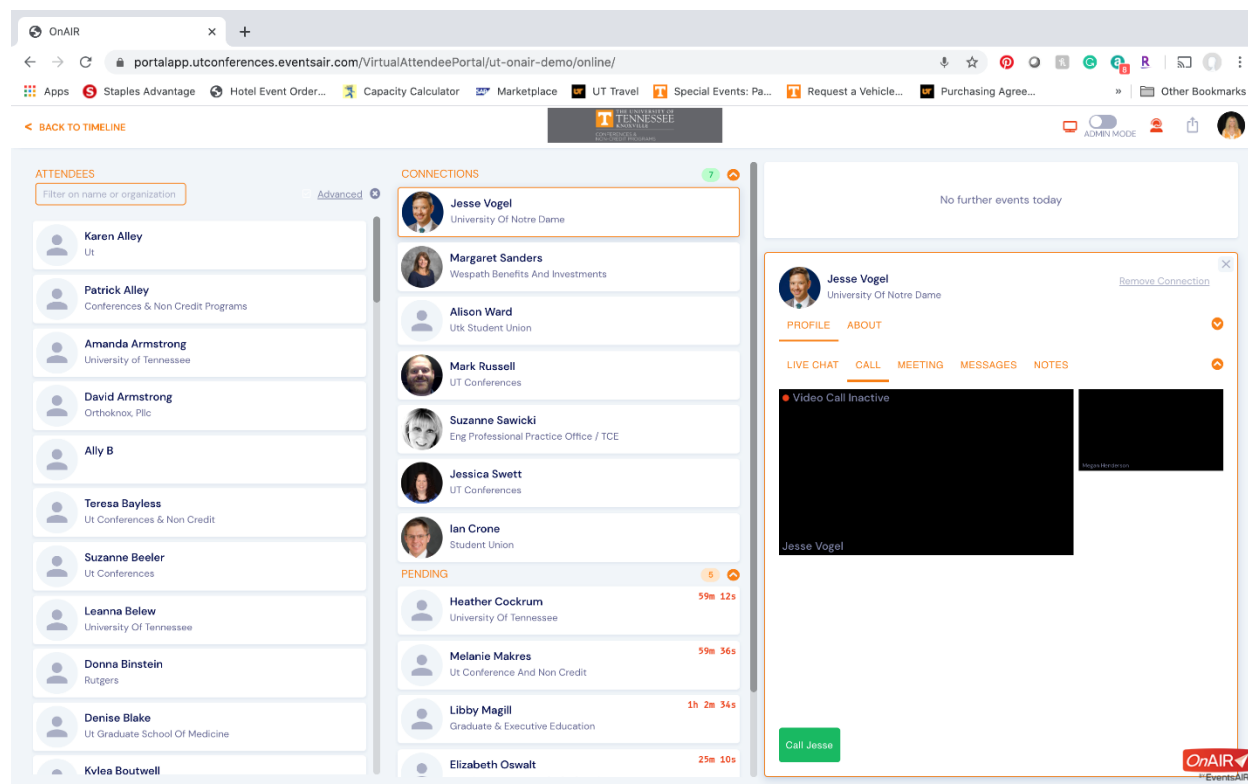 OnAIR
portalapp.utconferences.eventsair.com/VirtualAttendeePortal/ut-onair-demo/online/
Apps
Staples Advantage
Hotel Event Order...
Capacity Calculator
Marketplace
UT Travel
Special Events: Pa...
Request a Vehicle...
Purchasing Agree...
»
Other Bookmarks
< BACK TO TIMELINE
THE UNIVERSITY OF
TENNESSEE
KNOXVILLE
CONFERENCES &
NON-CREDIT PROGRAMS
ADMIN MODE
ATTENDEES
Filter on name or organization
Advanced
Karen Alley
Ut
Patrick Alley
Conferences & Non Credit Programs
Amanda Armstrong
University of Tennessee
David Armstrong
Orthoknox, Pllc
Ally B
Teresa Bayless
Ut Conferences & Non Credit
Suzanne Beeler
Ut Conferences
Leanna Belew
University Of Tennessee
Donna Binstein
Rutgers
Denise Blake
Ut Graduate School Of Medicine
Kylea Boutwell
CONNECTIONS
7
Jesse Vogel
University Of Notre Dame
Margaret Sanders
Wespath Benefits And Investments
Alison Ward
Utk Student Union
Mark Russell
UT Conferences
Suzanne Sawicki
Eng Professional Practice Office / TCE
Jessica Swett
UT Conferences
Ian Crone
Student Union
PENDING
5
Heather Cockrum
59m 12s
University Of Tennessee
Melanie Makres
59m 36s
Ut Conference And Non Credit
Libby Magill
1h 2m 34s
Graduate & Executive Education
Elizabeth Oswalt
25m 10s
No further events today
Jesse Vogel
University Of Notre Dame
Remove Connection
PROFILE
ABOUT
LIVE CHAT
CALL
MEETING
MESSAGES
NOTES
Video Call Inactive
Megan Henderson
Jesse Vogel
Call Jesse
OnAIR
BY EventsAIR